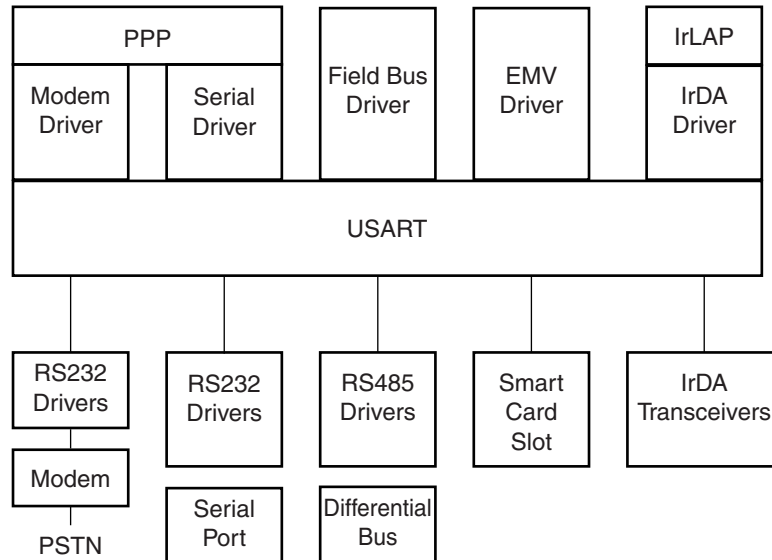 PPP
IrLAP
Modem
Driver
Serial
Driver
Field Bus
Driver
EMV
Driver
IrDA
Driver
USART
RS232
Drivers
RS232
Drivers
RS485
Drivers
Smart
Card
Slot
IrDA
Transceivers
Modem
Serial
Port
Differential
Bus
PSTN